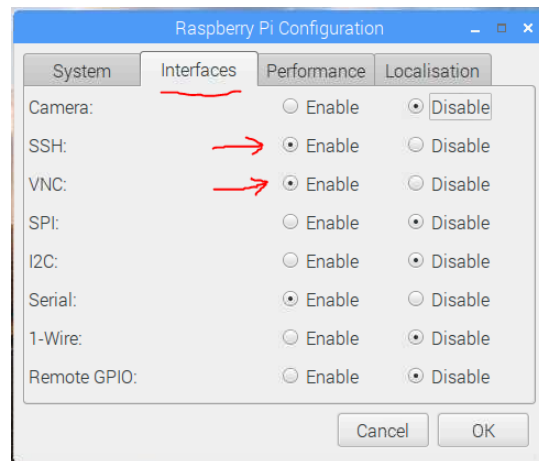 Raspberry Pi Configuration
System Interfaces Performance Localisation
Camera: Enable Disable
SSH: Enable Disable
VNC: Enable Disable
SPI: Enable Disable
I2C: Enable Disable
Serial: Enable Disable
1-Wire: Enable Disable
Remote GPIO: Enable Disable
Cancel OK